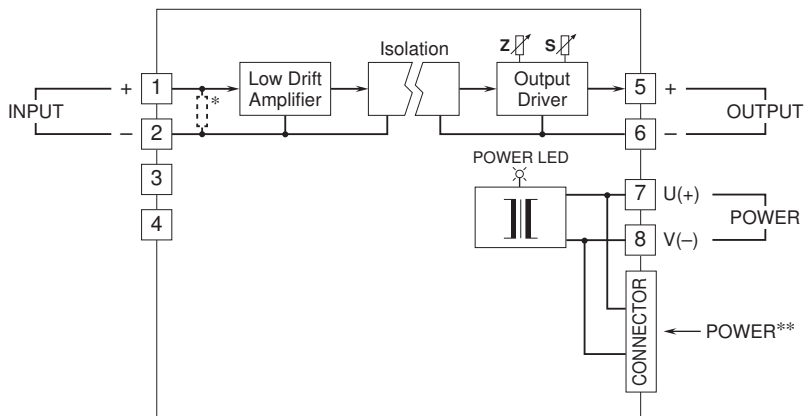 Isolation
Z
S
+
1
*
Low Drift
Amplifier
Output
Driver
5
+
INPUT
OUTPUT
–
2
6
–
3
POWER LED
7
U(+)
POWER
4
8
V(–)
CONNECTOR
POWER**